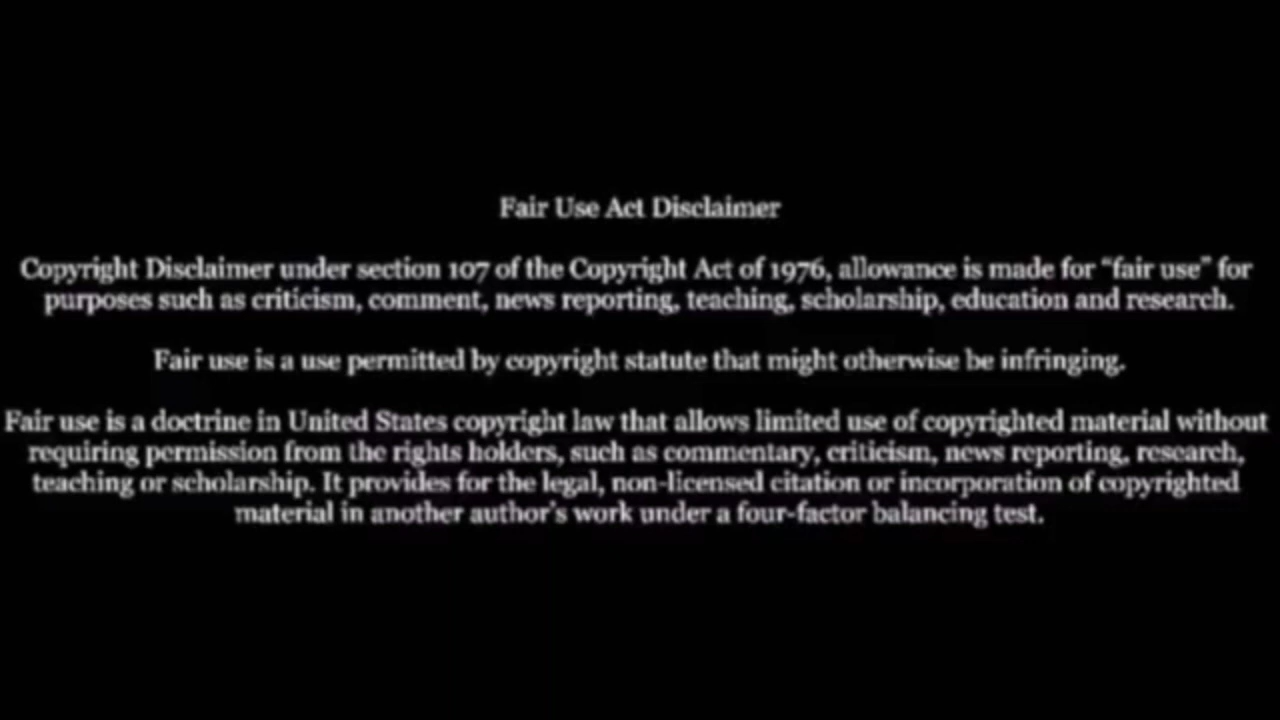 Fair Use Act Disclaimer
Copyright Disclaimer under section 107 of the Copyright Act of 1976, allowance is made for “fair use” for
purposes such as criticism, comment, news reporting, teaching, scholarship, education and research.
Fair use is a use permitted by copyright statute that might otherwise be infringing.
Fair use is a doctrine in United States copyright law that allows limited use of copyrighted material without
requiring permission from the rights holders, such as commentary, criticism, news reporting, research,
teaching or scholarship. It provides for the legal, non-licensed citation or incorporation of copyrighted
material in another author’s work under a four-factor balancing test.